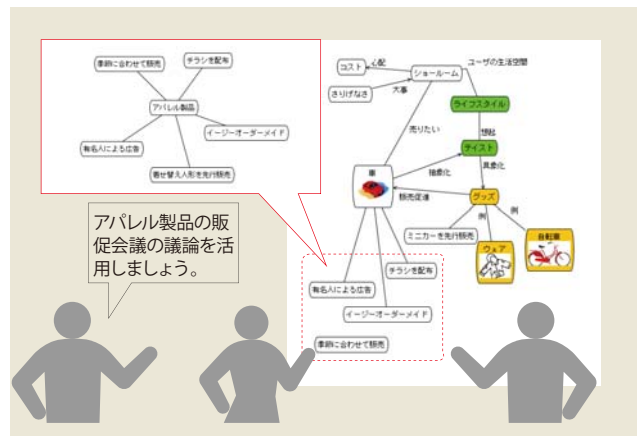 季節に合わせて販売
チラシを配布
アパレル製品
イージーオーダーメイド
有名人による広告
着せ替え人形を先行販売
コスト
心配
ショールーム
ユーザの生活空間
さりげなさ
大事
ライフスタイル
売りたい
想起
テイスト
車
抽象化
具象化
販売促進
グッズ
例
例
ミニカーを先行販売
ウェア
自転車
アパレル製品の販
促会議の議論を活
用しましょう。
チラシを配布
有名人による広告
イージーオーダーメイド
季節に合わせて販売